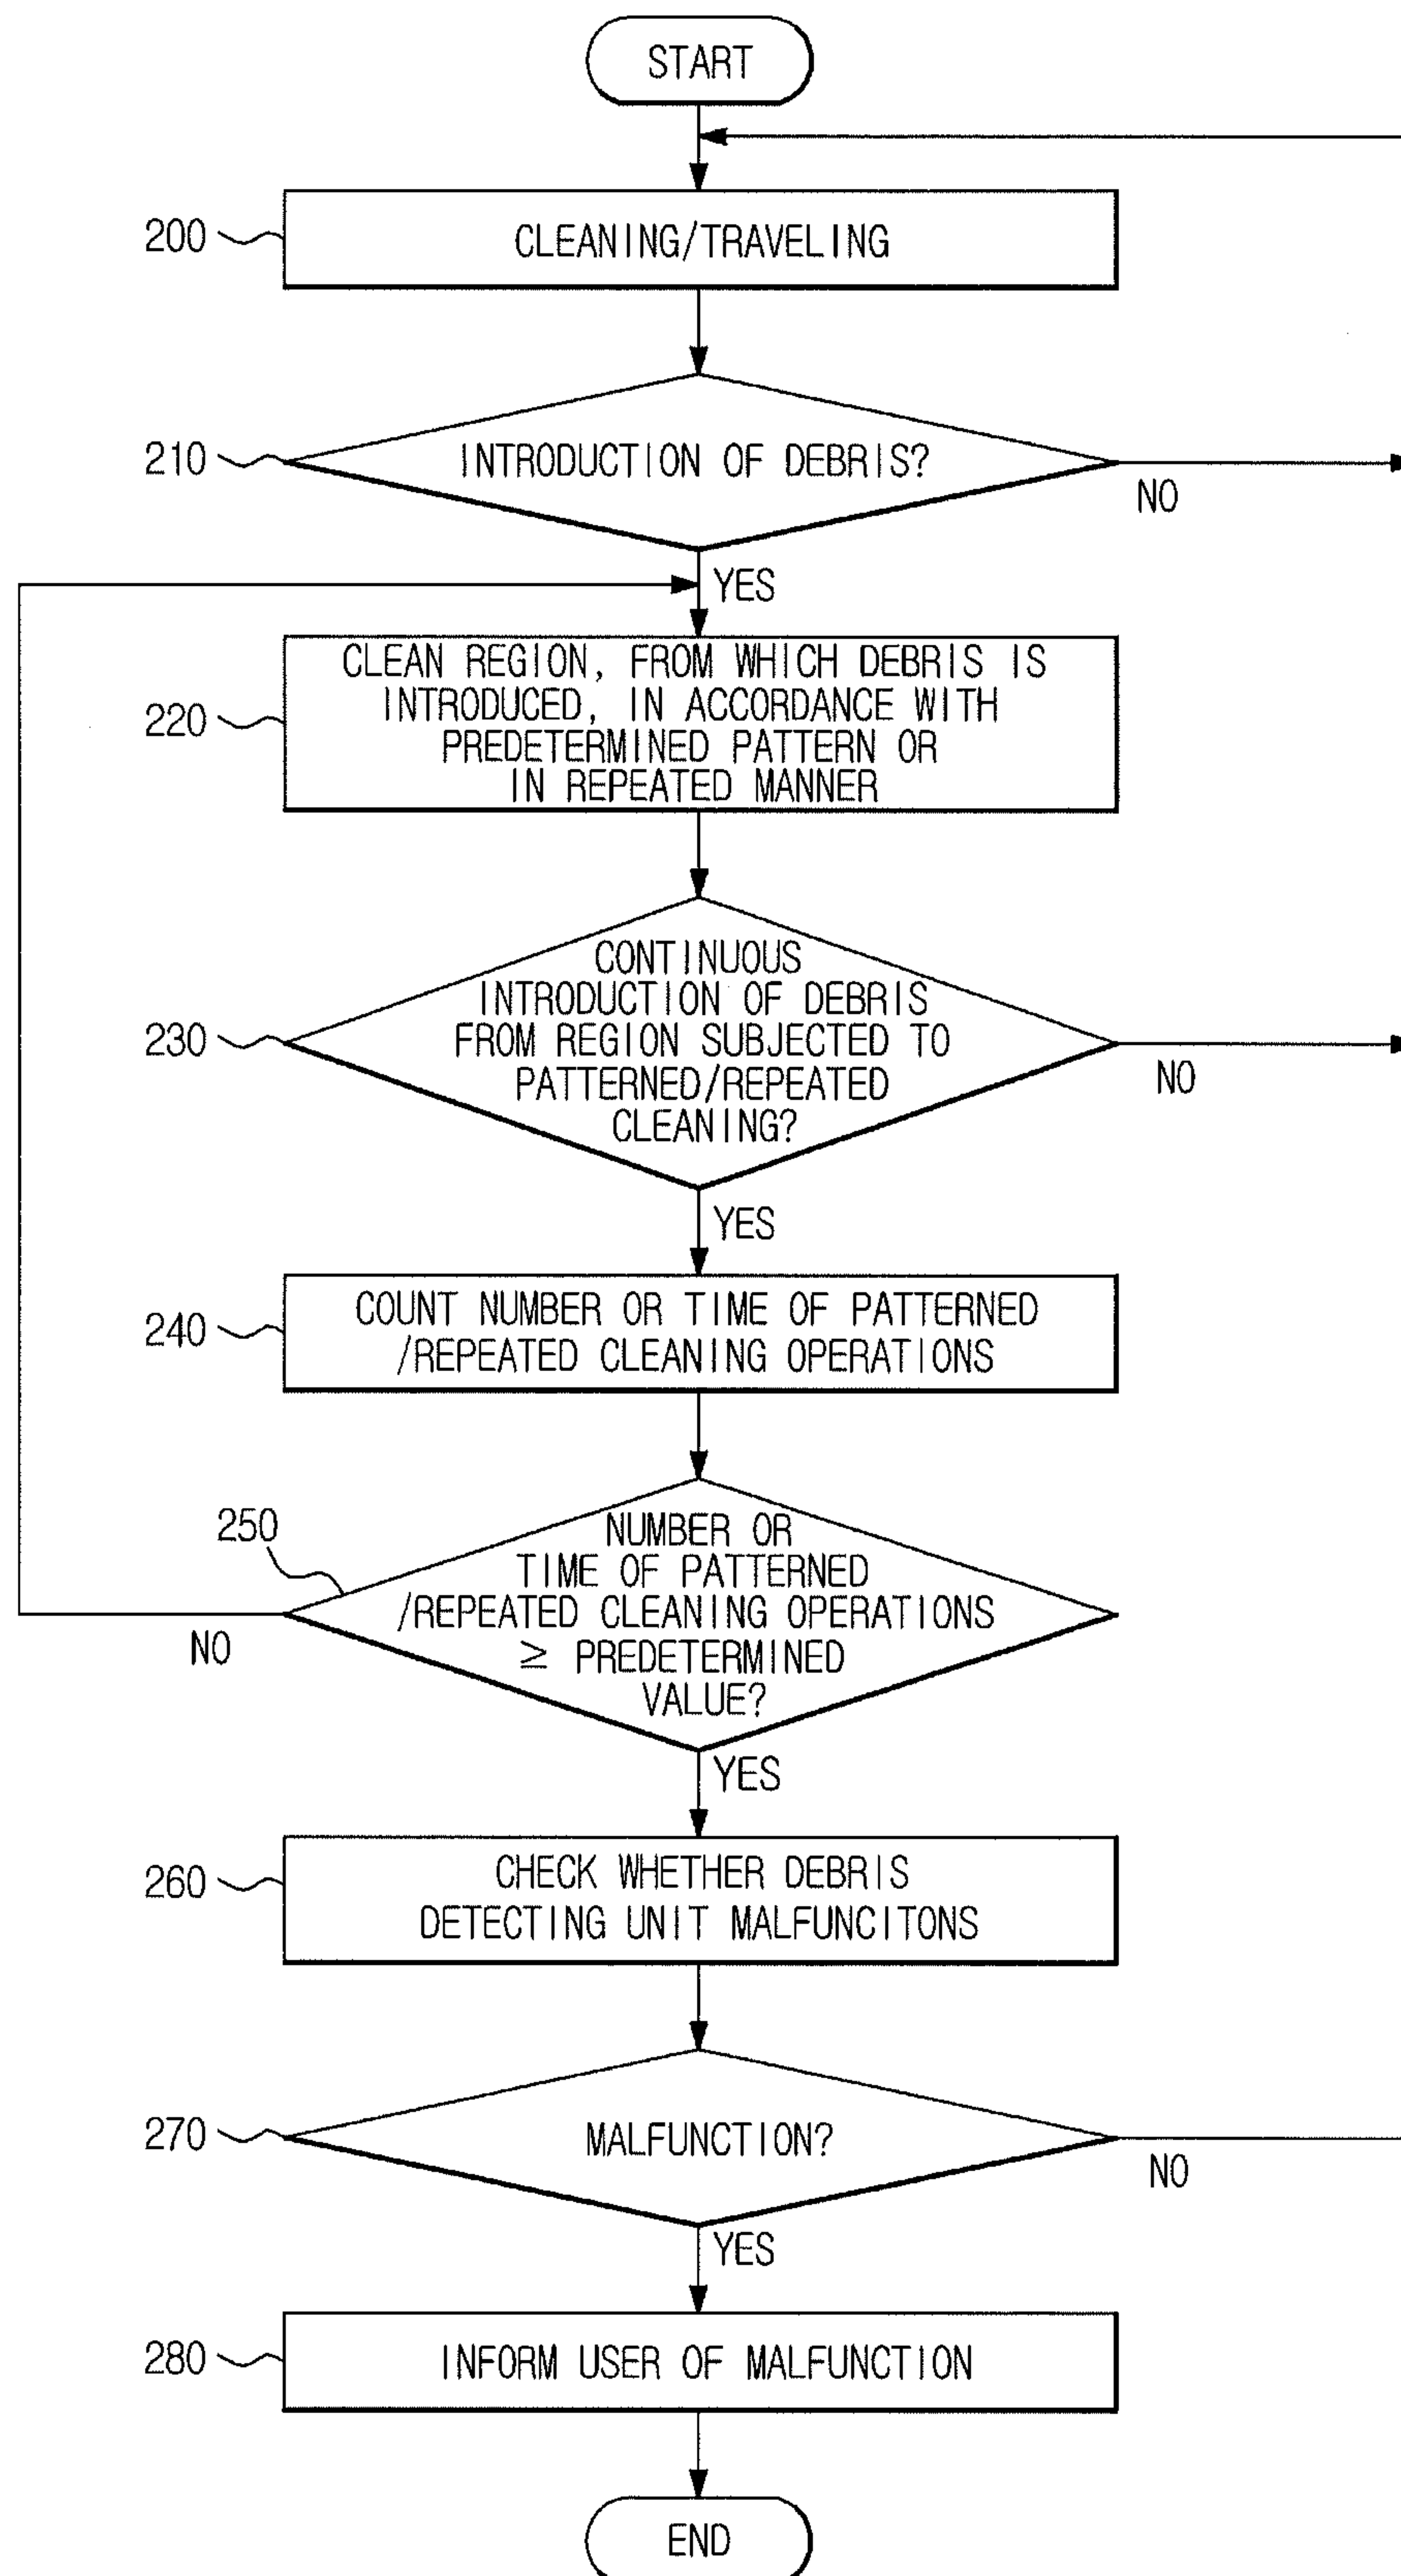 START
200
CLEANING/TRAVELING
210
INTRODUCTION OF DEBRIS?
NO
YES
220
CLEAN REGION, FROM WHICH DEBRIS IS
INTRODUCED, IN ACCORDANCE WITH
PREDETERMINED PATTERN OR
IN REPEATED MANNER
230
CONTINUOUS
INTRODUCTION OF DEBRIS
FROM REGION SUBJECTED TO
PATTERNED/REPEATED
CLEANING?
NO
YES
240
COUNT NUMBER OR TIME OF PATTERNED
/REPEATED CLEANING OPERATIONS
250
NUMBER OR
TIME OF PATTERNED
/REPEATED CLEANING OPERATIONS
≥ PREDETERMINED
VALUE?
NO
YES
260
CHECK WHETHER DEBRIS
DETECTING UNIT MALFUNCITONS
270
MALFUNCTION?
NO
YES
280
INFORM USER OF MALFUNCTION
END